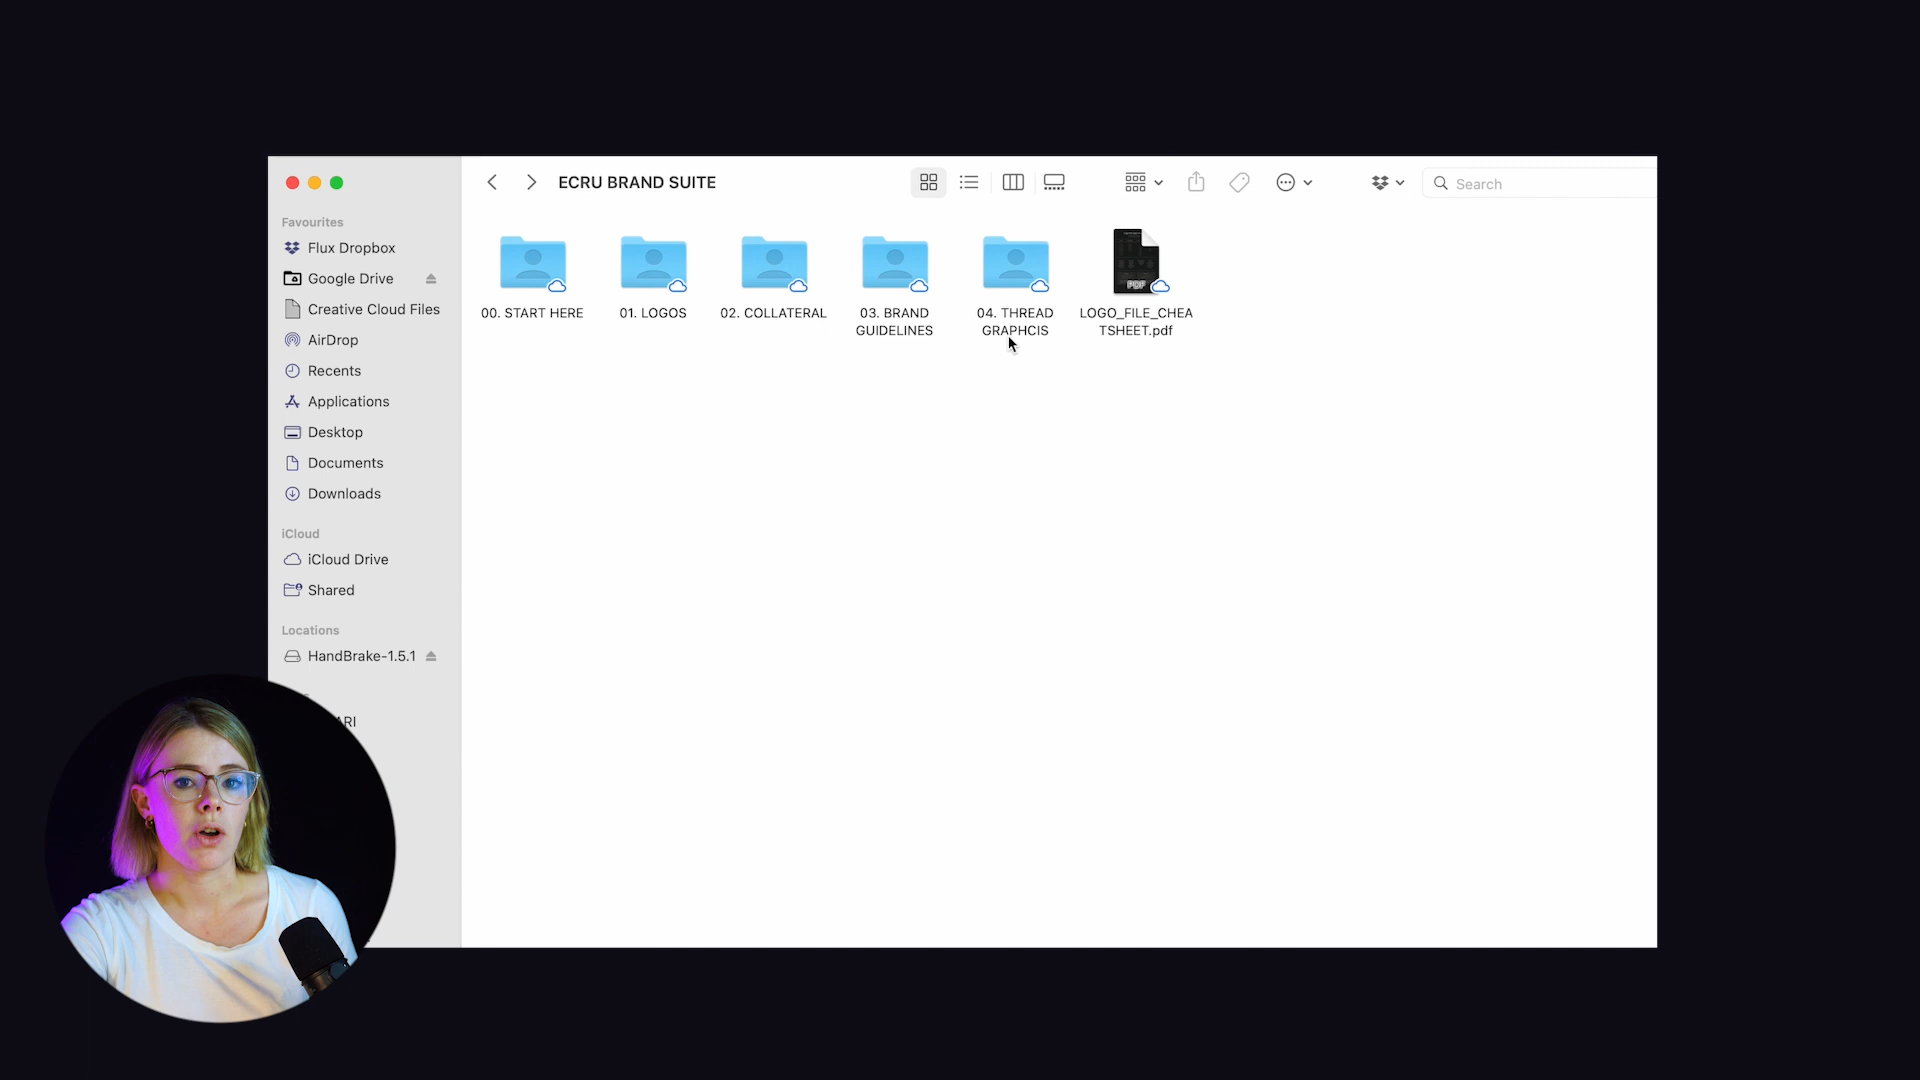 ECRU BRAND SUITE
Search
Favourites
Flux Dropbox
Google Drive
Creative Cloud Files
AirDrop
Recents
Applications
Desktop
Documents
Downloads
iCloud
iCloud Drive
Shared
Locations
HandBrake-1.5.1
ARI
00. START HERE
01. LOGOS
02. COLLATERAL
03. BRAND
GUIDELINES
04. THREAD
GRAPHCIS
PDF
LOGO_FILE_CHEA
TSHEET.pdf